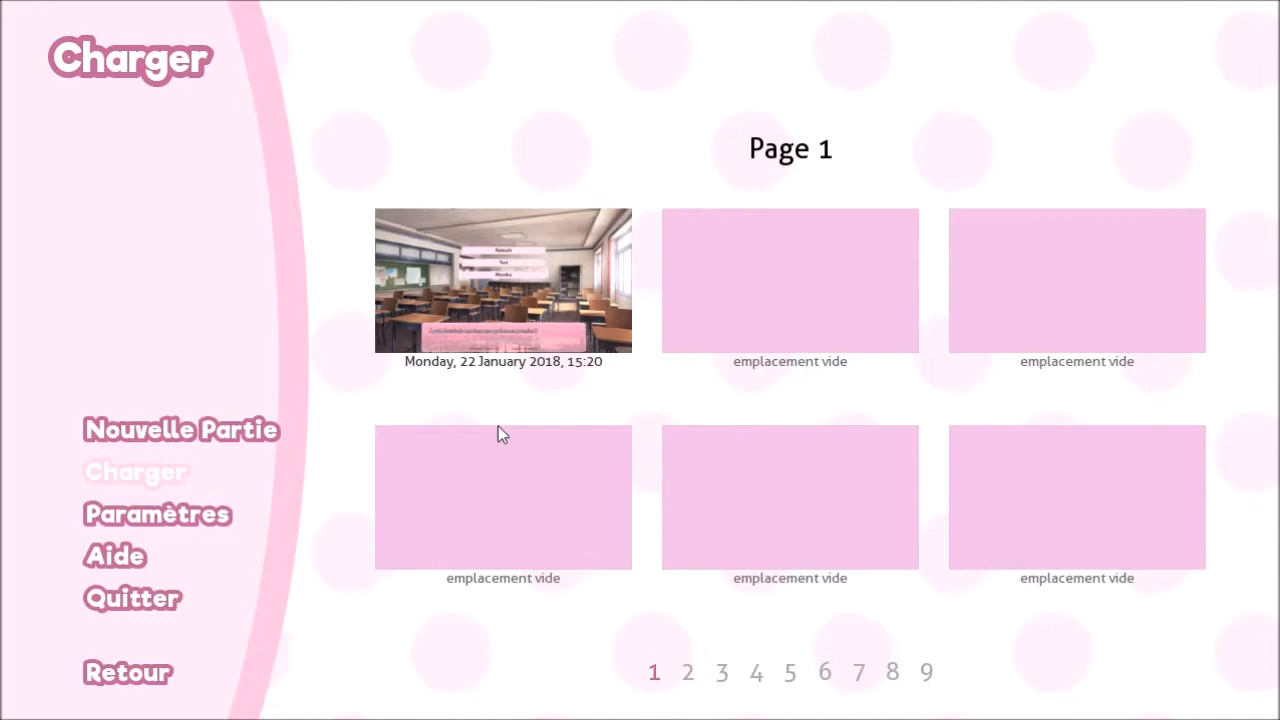 Charger
Page 1
Monday, 22 January 2018, 15:20
emplacement vide
emplacement vide
Nouvelle Partie
Charger
Paramètres
Aide
Quitter
emplacement vide
emplacement vide
emplacement vide
Retour
1 2 3 4 5 6 7 8 9